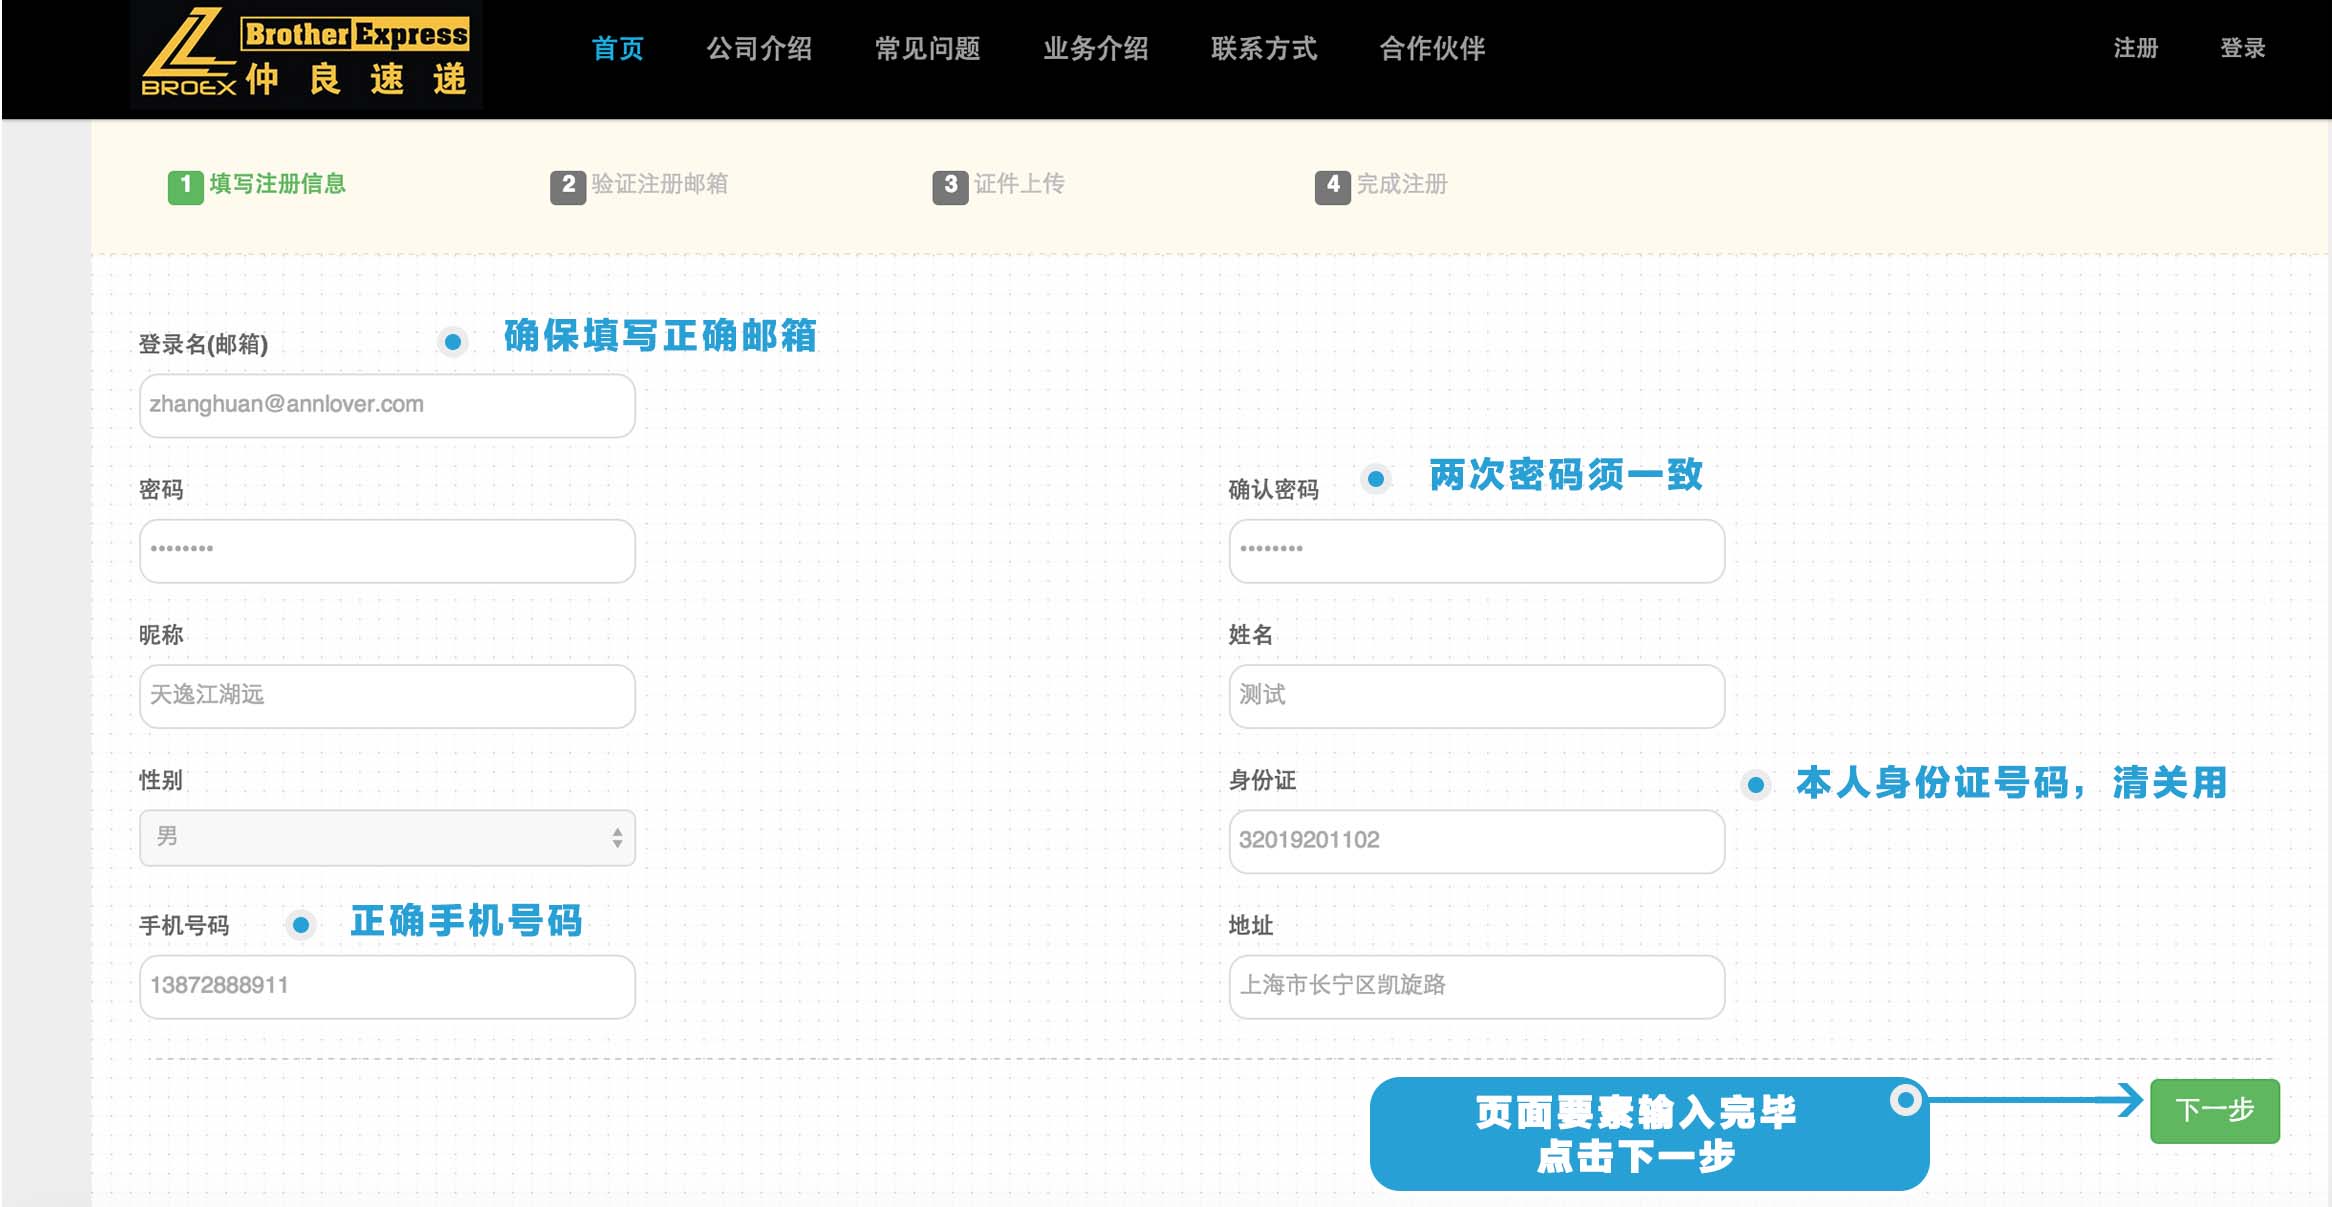 BrotherExpress
BROEX 仲良速递
首页 公司介绍 常见问题 业务介绍 联系方式 合作伙伴 注册 登录
1 填写注册信息 2 验证注册邮箱 3 证件上传 4 完成注册
登录名(邮箱) 确保填写正确邮箱
zhanghuan@annlover.com
密码 确认密码 两次密码须一致
•••••••• ••••••••
昵称 姓名
天逸江湖远 测试
性别 身份证 本人身份证号码，清关用
男 32019201102
手机号码 正确手机号码 地址
13872888911 上海市长宁区凯旋路
页面要素输入完毕
点击下一步
下一步